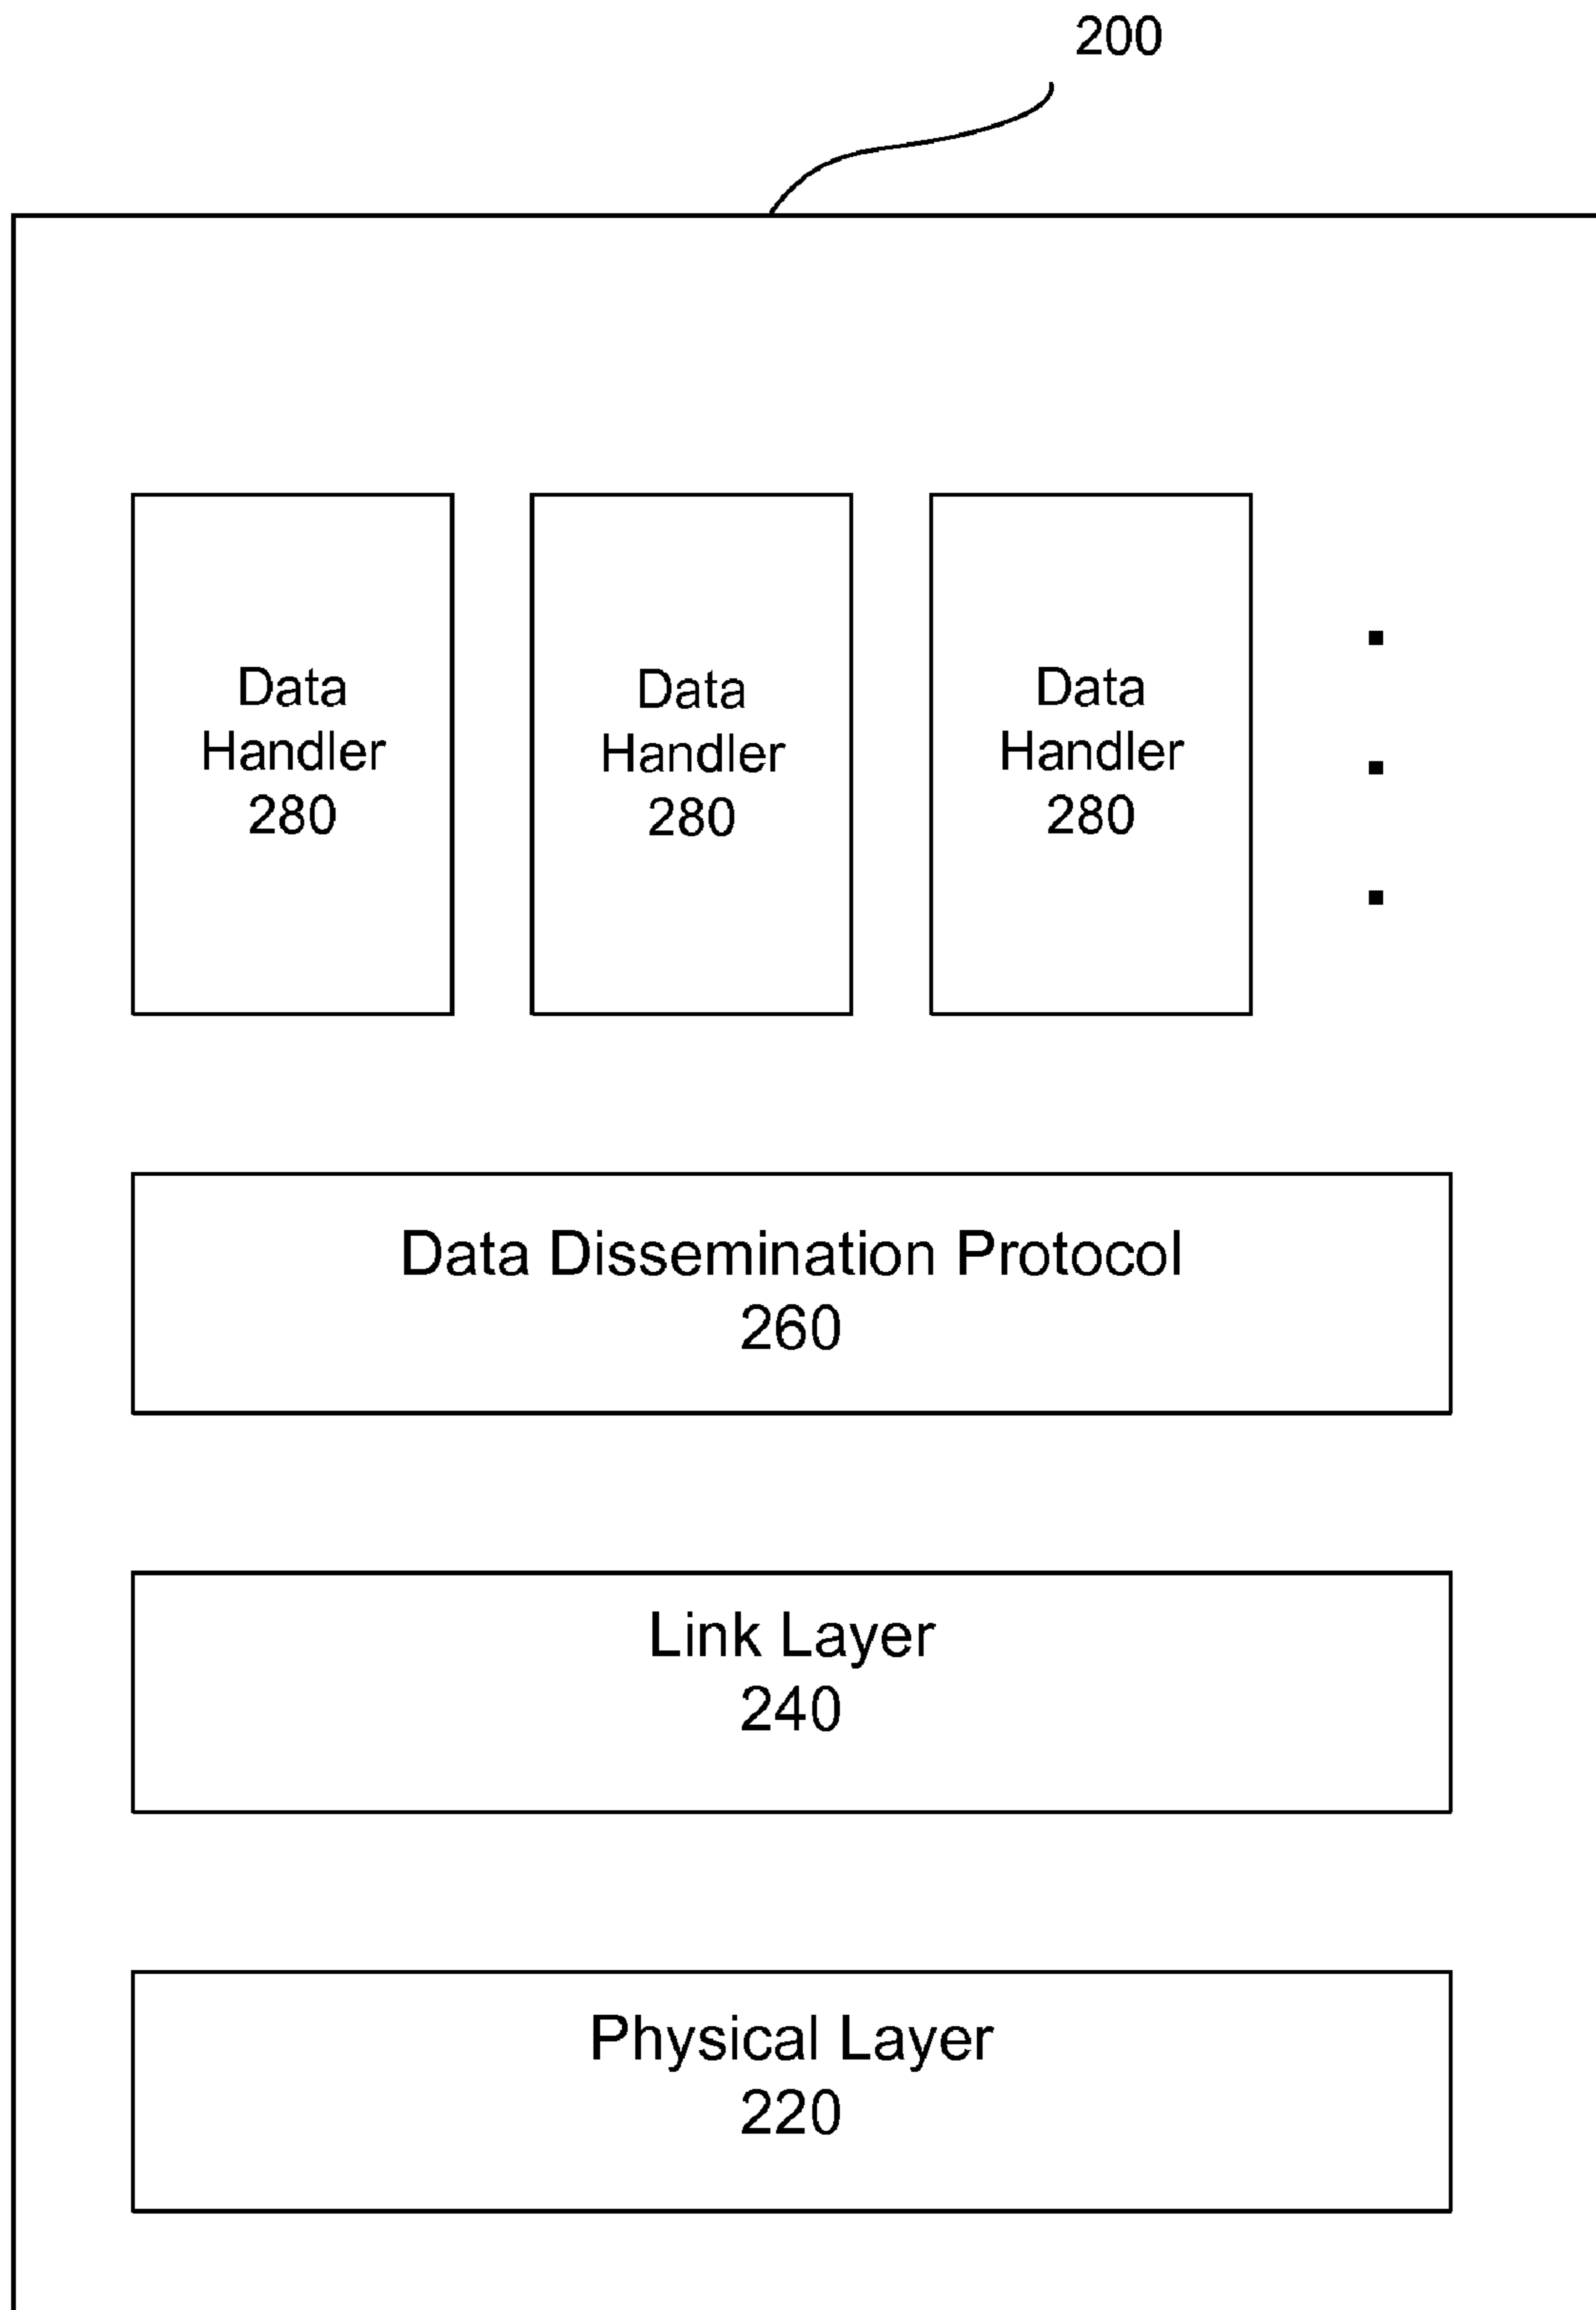 200
Data
Handler
280
Data
Handler
280
Data
Handler
280
Data Dissemination Protocol
260
Link Layer
240
Physical Layer
220